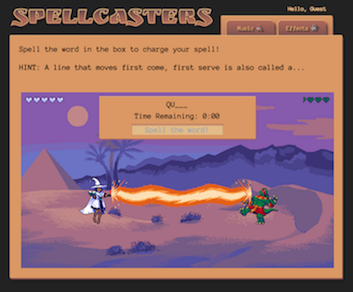 SPELLCASTERS
Hello, Guest
Music
Effects
Spell the word in the box to charge your spell!
HINT: A line that moves first come, first serve is also called a...
QU___
Time Remaining: 0:00
Spell the word!